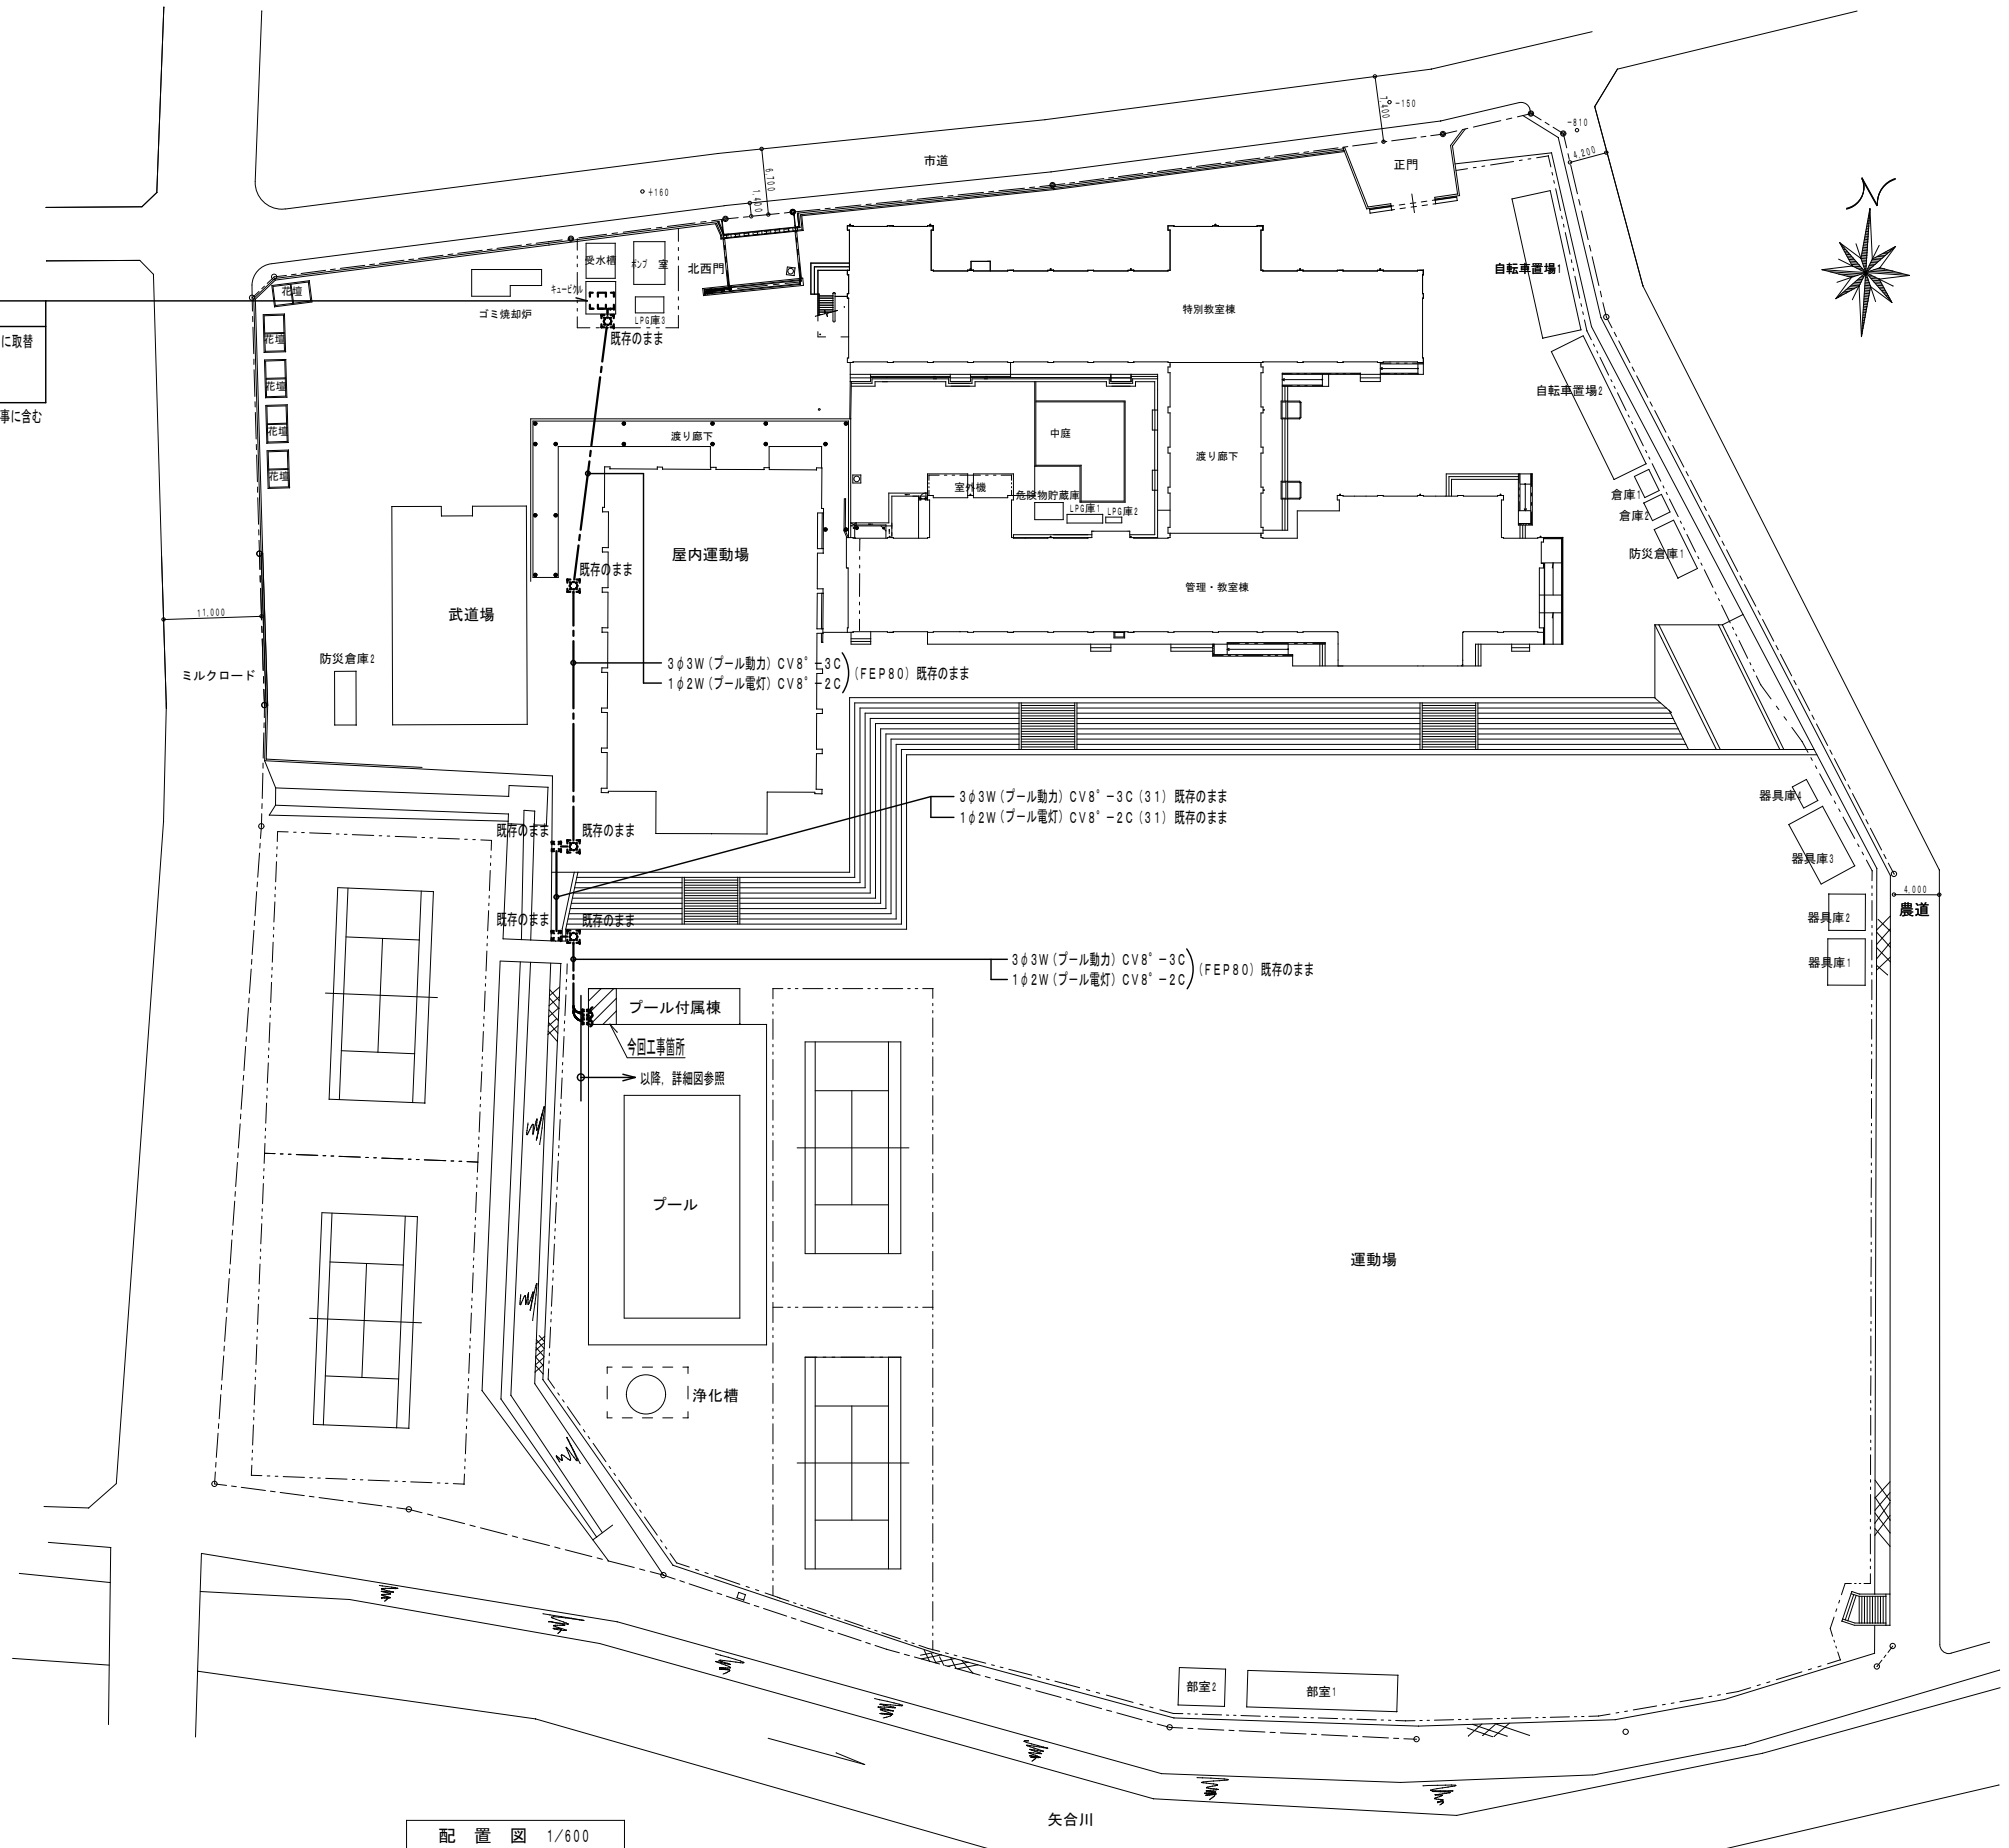 7,400
-150
-810
4,200
市道
正門
6,700
1,400
+160
N
受水槽
ポンプ 室
北西門
自転車置場1
花壇
キュービクル
ゴミ焼却炉
LPG庫3
特別教室棟
に取替
花壇
既存のまま
花壇
自転車置場2
事に含む
花壇
渡り廊下
中庭
渡り廊下
花壇
室外機
危険物貯蔵庫
LPG庫1
LPG庫2
倉庫1
倉庫2
屋内運動場
防災倉庫1
既存のまま
管理・教室棟
11,000
武道場
防災倉庫2
ミルクロード
3φ3W(プール動力) CV8°-3C
1φ2W(プール電灯) CV8°-2C
(FEP80) 既存のまま
3φ3W(プール動力) CV8°-3C(31) 既存のまま
1φ2W(プール電灯) CV8°-2C(31) 既存のまま
器具庫4
既存のまま
既存のまま
器具庫3
4,000
農道
既存のまま
既存のまま
器具庫2
器具庫1
3φ3W(プール動力) CV8°-3C
1φ2W(プール電灯) CV8°-2C
(FEP80) 既存のまま
プール付属棟
今回工事箇所
以降, 詳細図参照
プール
運動場
浄化槽
部室2
部室1
矢合川
配 置 図 1/600